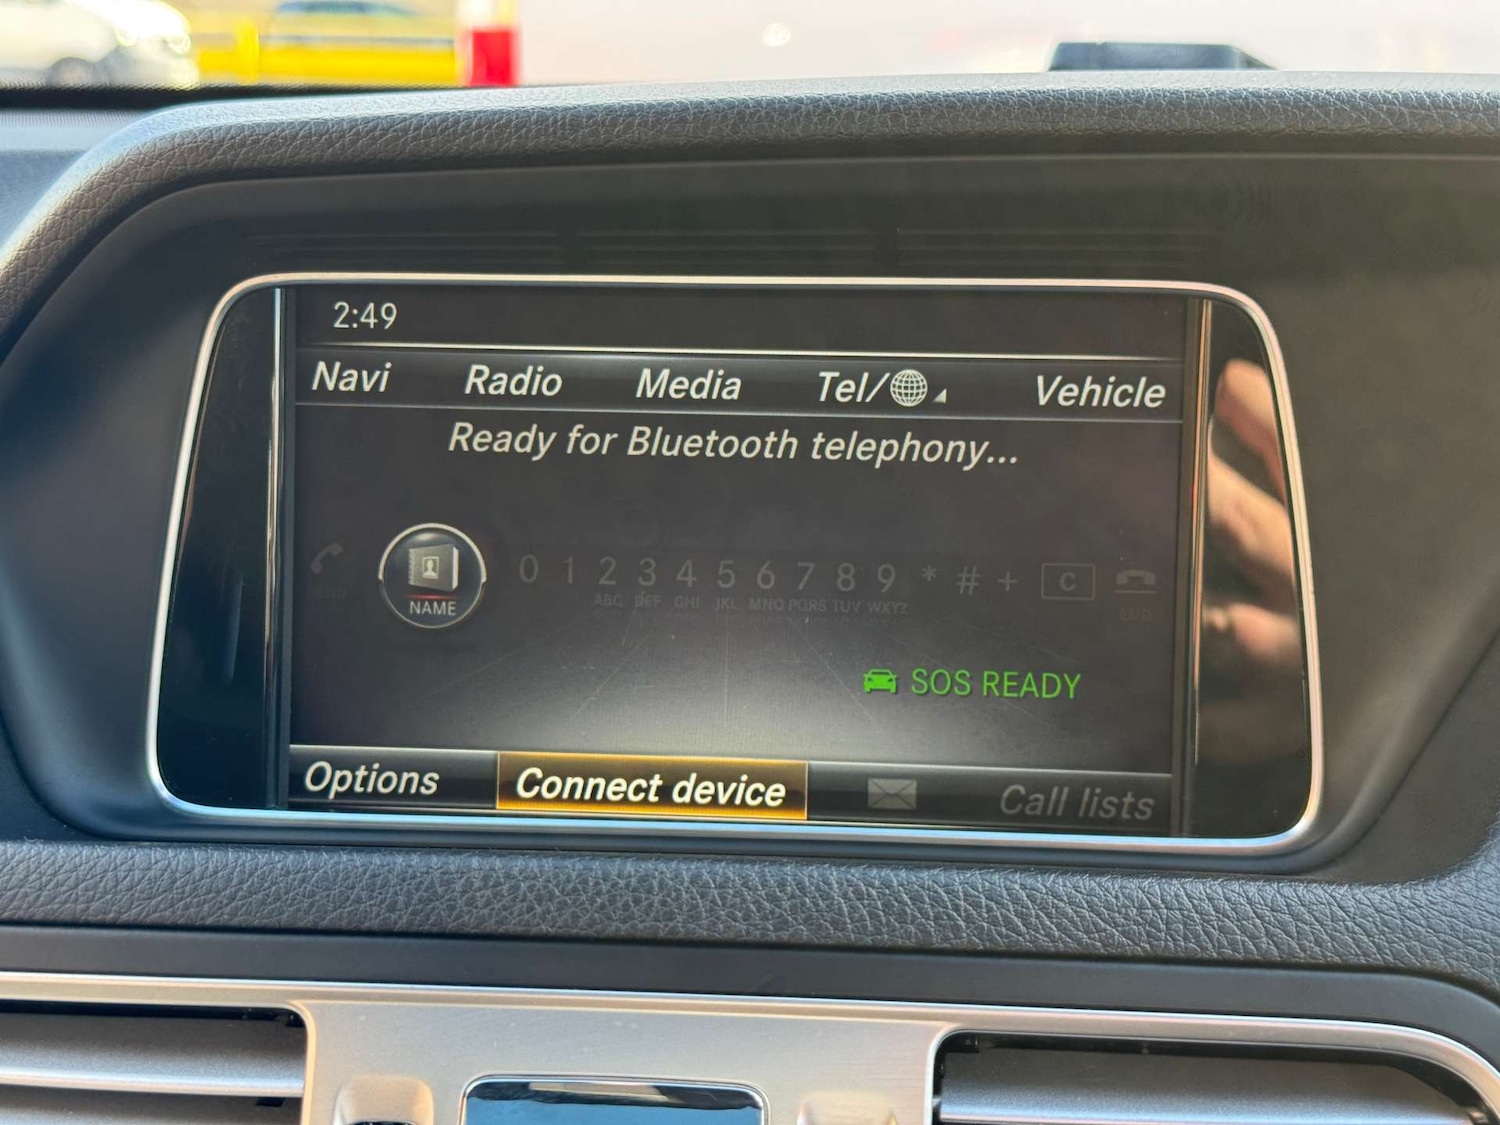 2:49
Navi Radio Media Tel/ Vehicle
Ready for Bluetooth telephony...
0 1 2 3 4 5 6 7 8 9 * # + C
ABC DEF GHI JKL MNO PQRS TUV WXYZ
NAME
END
SOS READY
Options Connect device Call lists